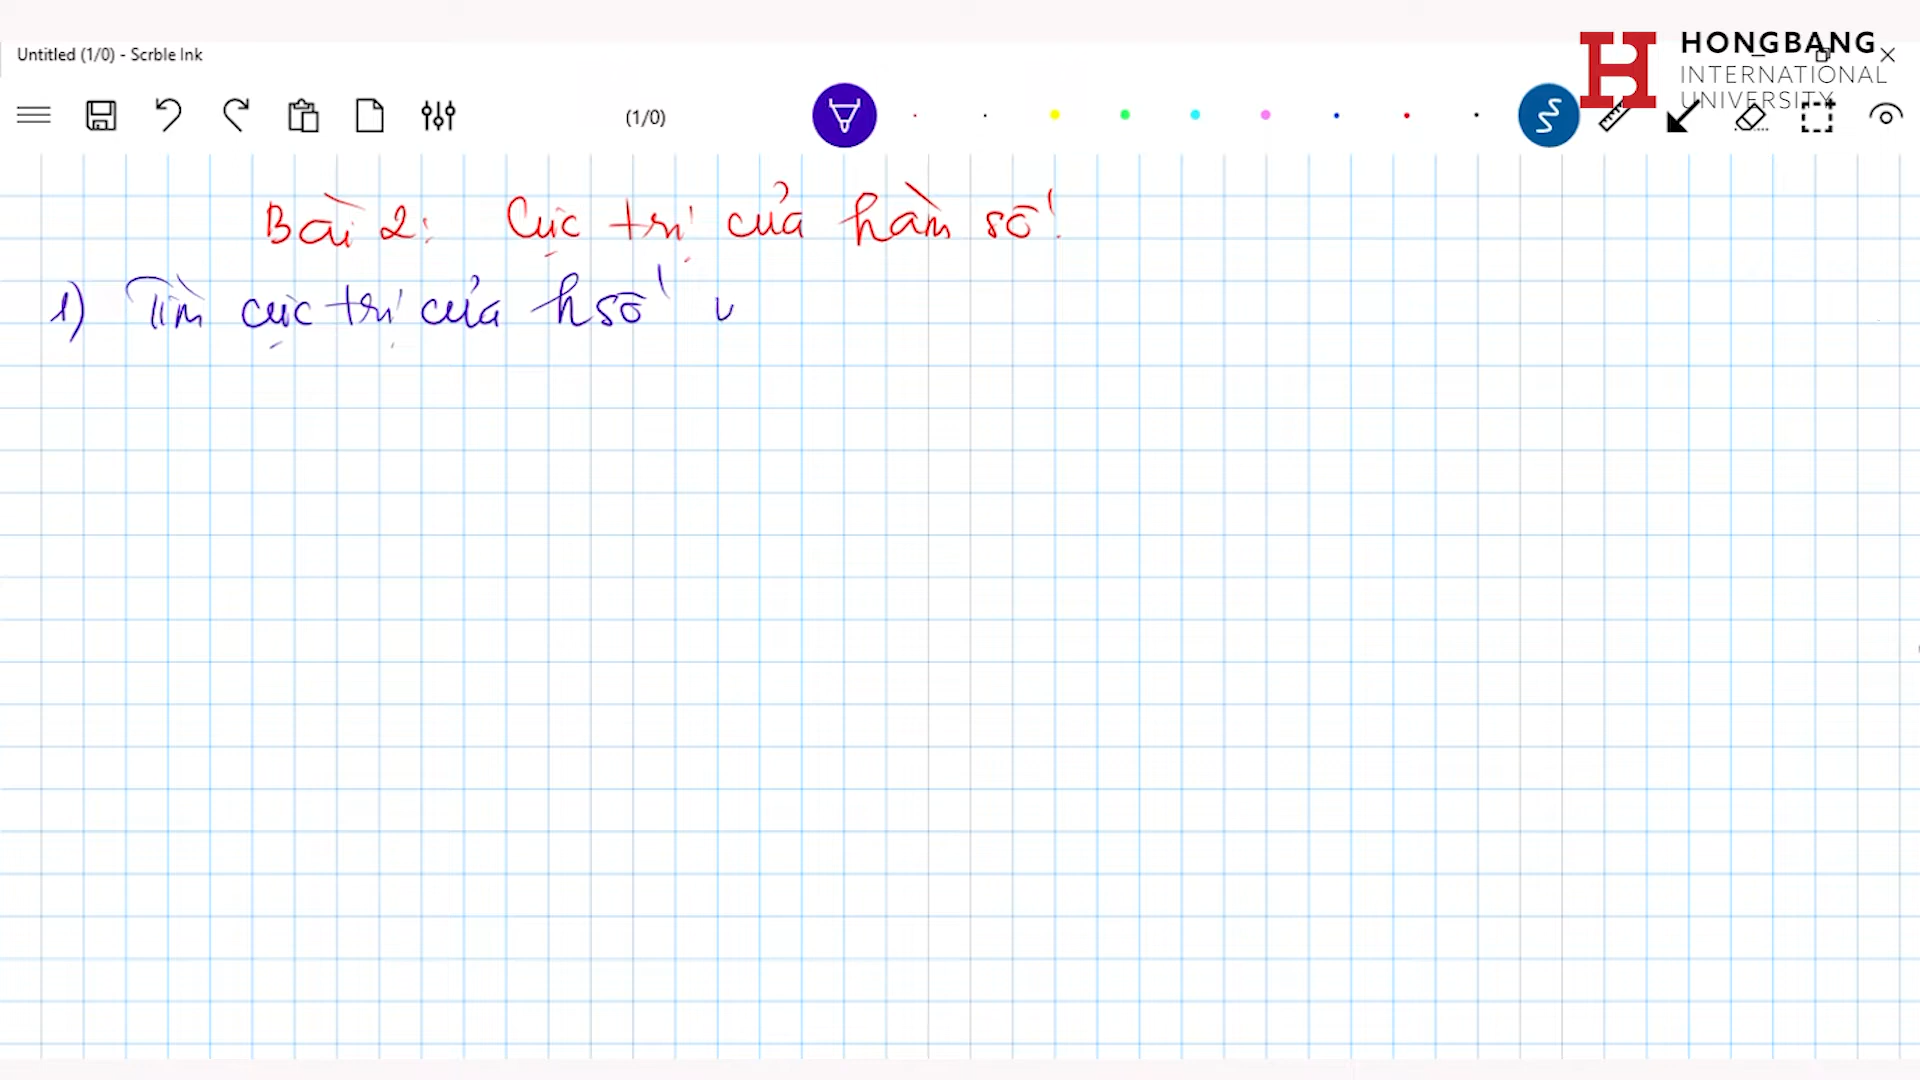 Untitled (1/0) - Scrble Ink
HONGBANG
INTERNATIONAL
UNIVERSITY
(1/0)
Bài 2: Cực trị của hàm số
1) Tìm cực trị của h số